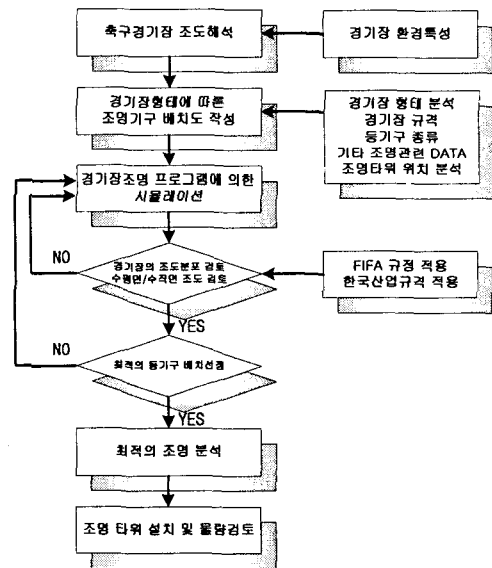 축구경기장 조도해석
경기장 환경특성
경기장형태에 따른
조명기구 배치도 작성
경기장 형태 분석
경기장 규격
등기구 종류
기타 조명관련 DATA
조명타워 위치 분석
경기장조명 프로그램에 의한
시뮬레이션
NO
경기장의 조도분포 검토
수평면/수직면 조도 검토
FIFA 규정 적용
한국산업규격 적용
YES
NO
최적의 등기구 배치선정
YES
최적의 조명 분석
조명 타워 설치 및 물량검토